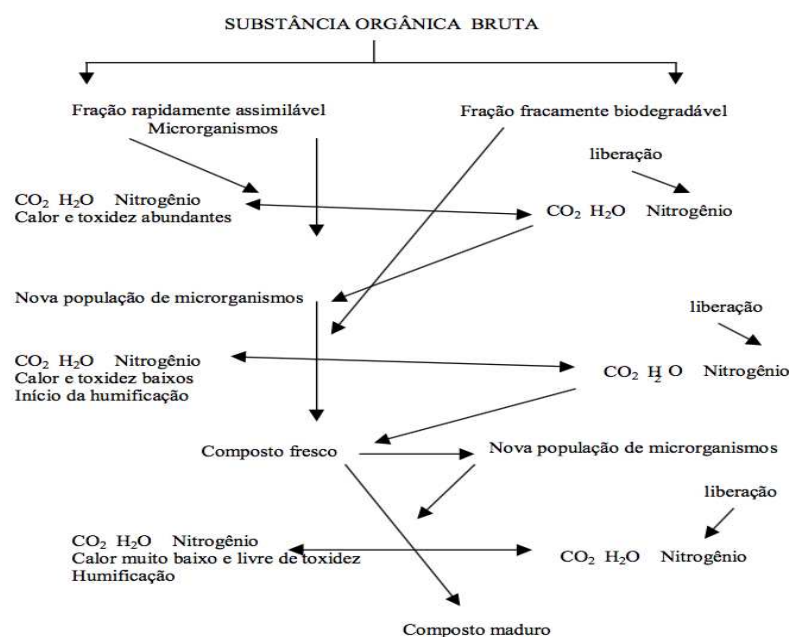 SUBSTÂNCIA ORGÂNICA BRUTA
Fração rapidamente assimilável
Microrganismos
Fração fracamente biodegradável
liberação
CO₂ H₂O Nitrogênio
Calor e toxidez abundantes
CO₂ H₂O Nitrogênio
Nova população de microrganismos
liberação
CO₂ H₂O Nitrogênio
Calor e toxidez baixos
Início da humificação
CO₂ H₂O Nitrogênio
Composto fresco
Nova população de microrganismos
liberação
CO₂ H₂O Nitrogênio
Calor muito baixo e livre de toxidez
Humificação
CO₂ H₂O Nitrogênio
Composto maduro